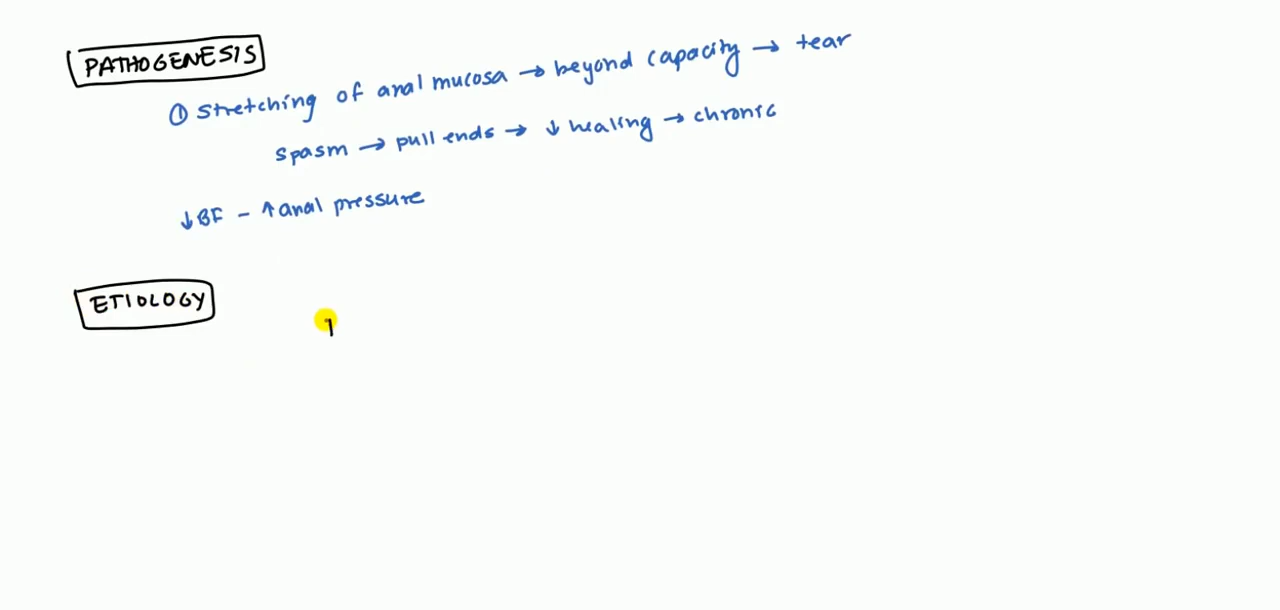 PATHOGENESIS
① stretching of anal mucosa → beyond capacity → tear
spasm → pull ends → ↓ healing → chronic
↓ BF - ↑ anal pressure
ETIOLOGY